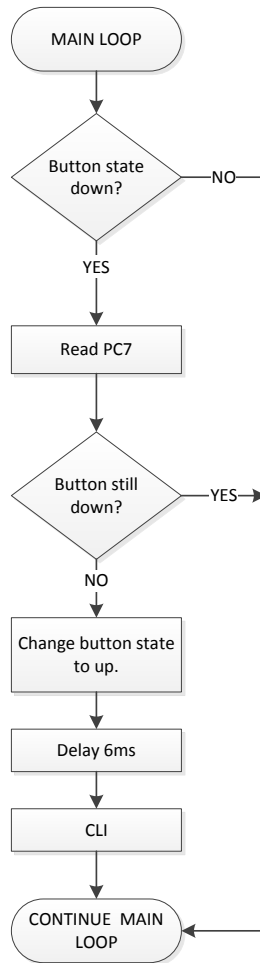 MAIN LOOP
Button state
down?
NO
YES
Read PC7
Button still
down?
YES
NO
Change button state
to up.
Delay 6ms
CLI
CONTINUE MAIN
LOOP